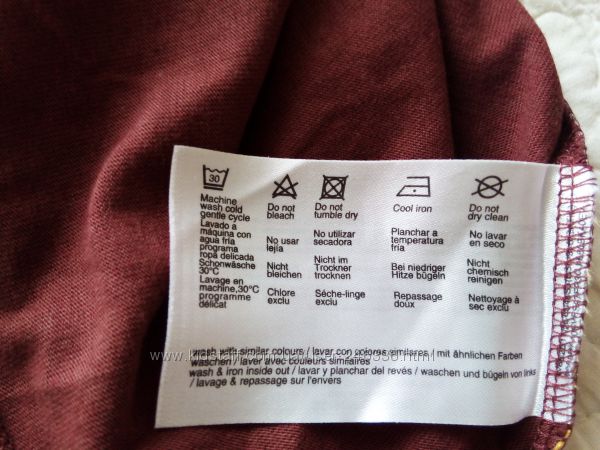 30
Machine
wash cold
gentle cycle
Lavado a
máquina con
agua fría
programa
ropa delicada
Schonwäsche
30°C
Lavage en
machine,30°C
programme
délicat
Do not
bleach
No usar
lejía
Nicht
bleichen
Chlore
exclu
Do not
tumble dry
No utilizar
secadora
Nicht im
Trockner
trocknen
Séche-linge
exclu
Cool iron
Planchar a
temperatura
fría
Bei niedriger
Hitze bügeln
Repassage
doux
Do not
dry clean
No lavar
en seco
Nicht
chemisch
reinigen
Nettoyage à
sec exclu
wash with similar colours / lavar con colores similares / mit ähnlichen Farben
waschen / laver avec couleurs similaires
wash & iron inside out / lavar y planchar del revés / waschen und bügeln von links
/ lavage & repassage sur l'envers